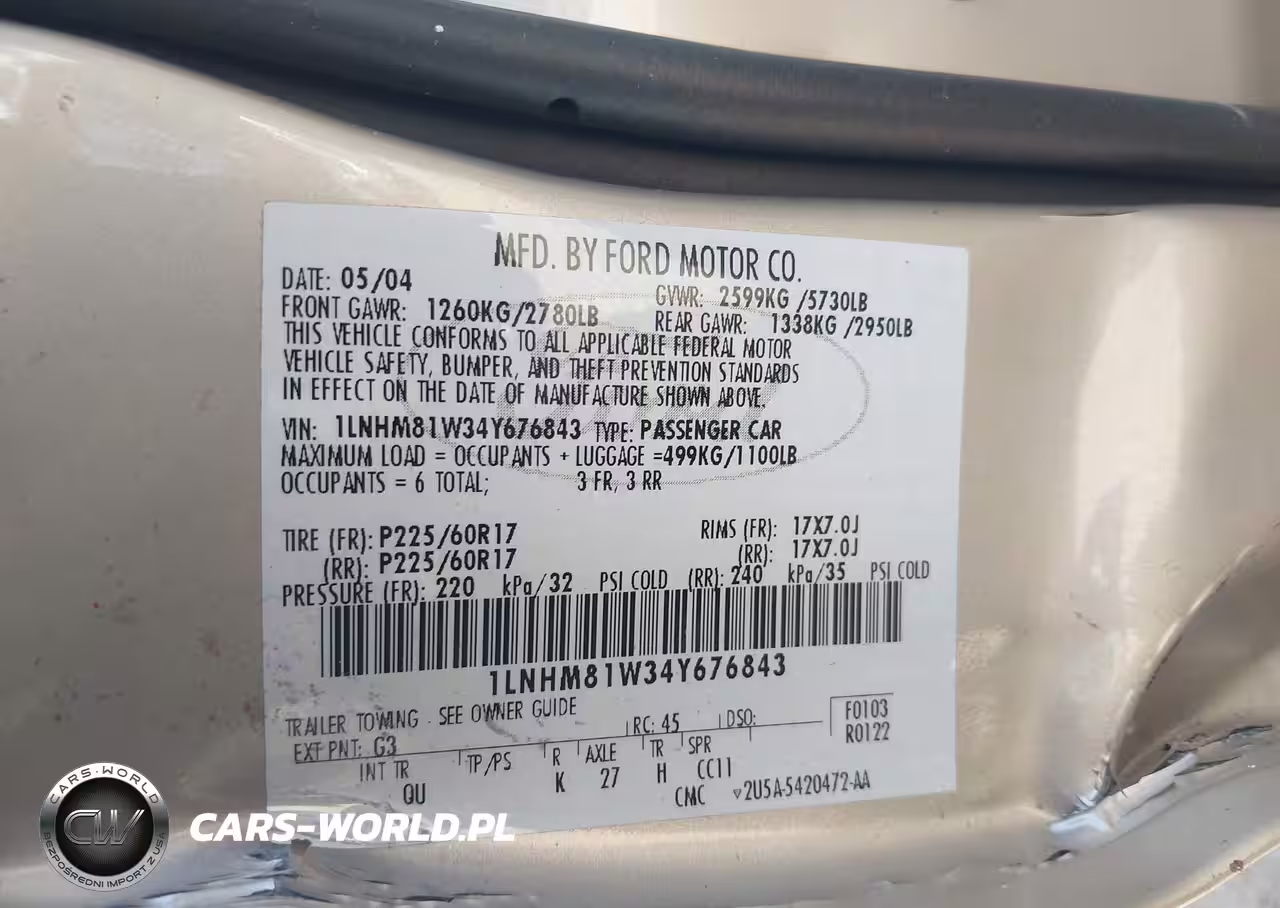 MFD. BY FORD MOTOR CO.
DATE: 05/04
GVWR: 2599KG /5730LB
FRONT GAWR: 1260KG/2780LB
REAR GAWR: 1338KG /2950LB
THIS VEHICLE CONFORMS TO ALL APPLICABLE FEDERAL MOTOR
VEHICLE SAFETY, BUMPER, AND THEFT PREVENTION STANDARDS
IN EFFECT ON THE DATE OF MANUFACTURE SHOWN ABOVE.
VIN: 1LNHM81W34Y676843 TYPE: PASSENGER CAR
MAXIMUM LOAD = OCCUPANTS + LUGGAGE =499KG/1100LB
OCCUPANTS = 6 TOTAL; 3 FR, 3 RR
TIRE (FR): P225/60R17 RIMS (FR): 17X7.0J
(RR): P225/60R17 (RR): 17X7.0J
PRESSURE (FR): 220 kPa/32 PSI COLD (RR): 240 kPa/35 PSI COLD
1LNHM81W34Y676843
TRAILER TOWING - SEE OWNER GUIDE
EXT PNT: G3 RC: 45 DSO:
F0103
R0122
INT TR TP/PS R AXLE TR SPR
QU K 27 H CC11
CMC 2U5A-5420472-AA
CARS-WORLD
CW
BEZPOŚREDNI IMPORT Z USA
CARS-WORLD.PL